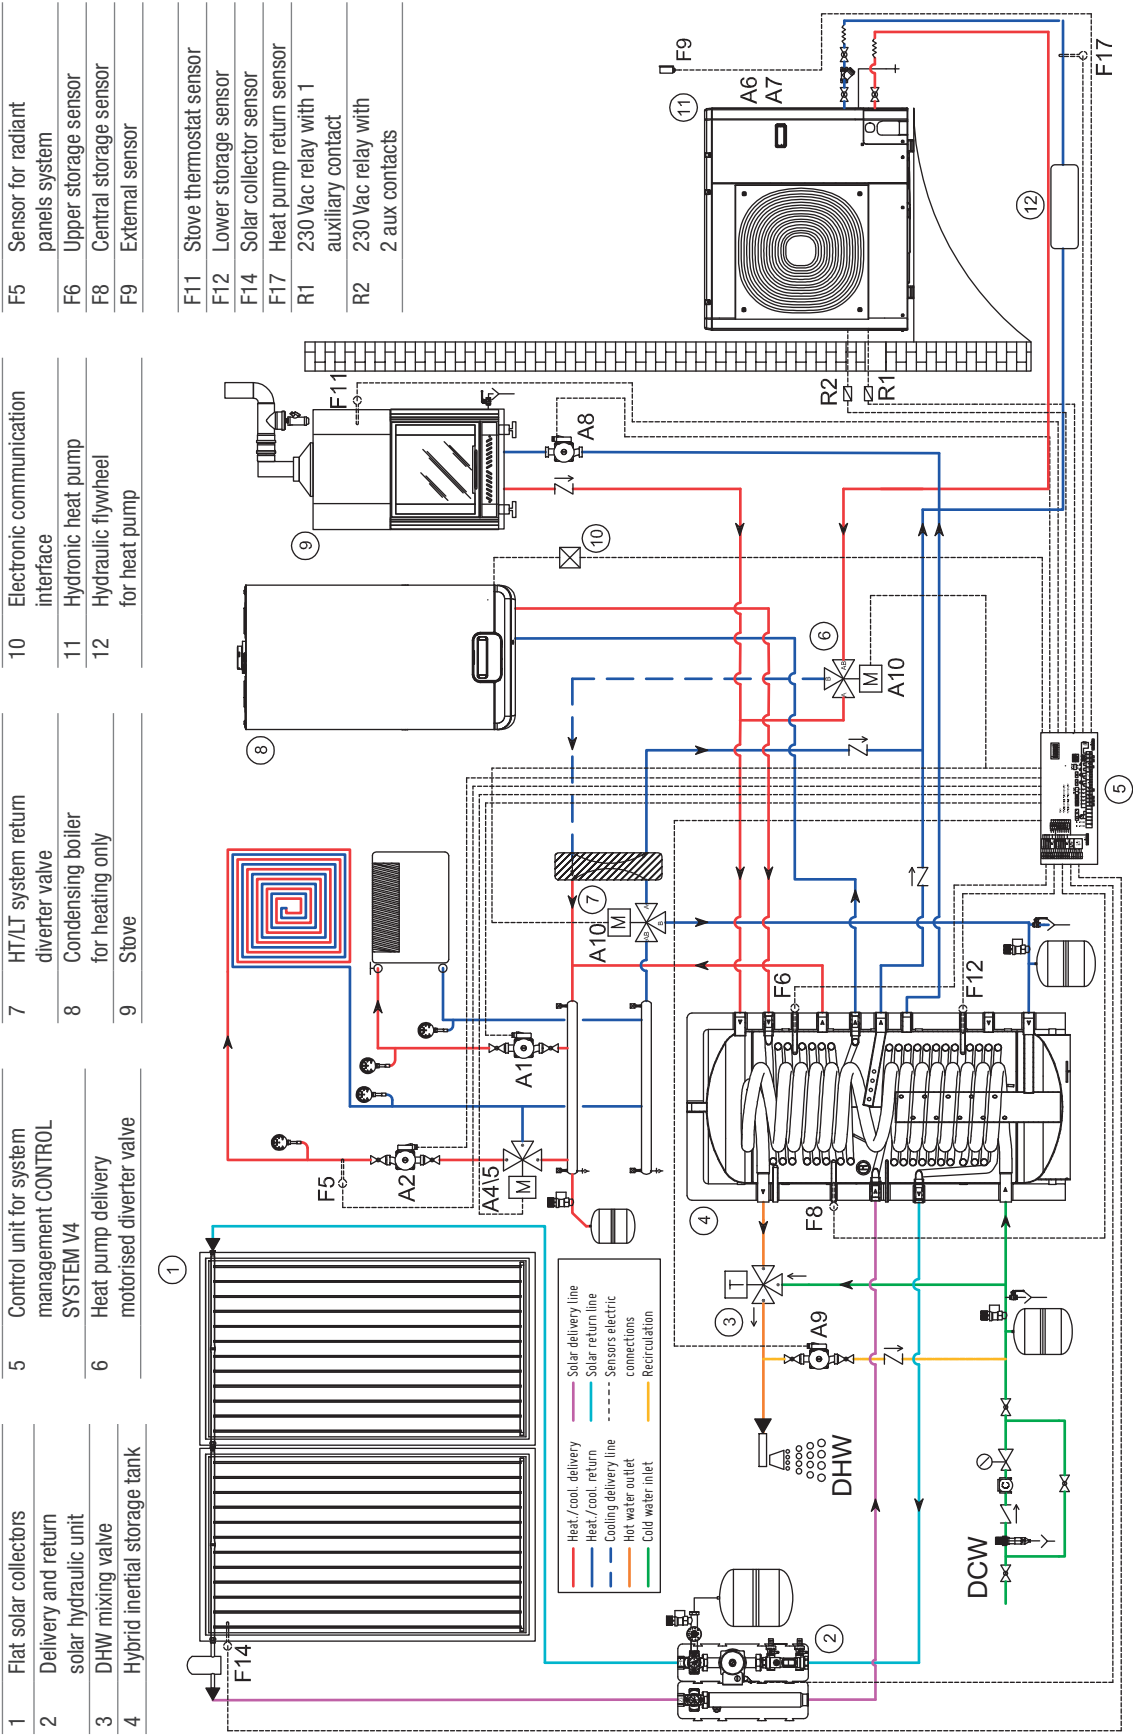 1 Flat solar collectors
2 Delivery and return
solar hydraulic unit
3 DHW mixing valve
4 Hybrid inertial storage tank
5 Control unit for system
management CONTROL
SYSTEM V4
6 Heat pump delivery
motorised diverter valve
7 HT/LT system return
diverter valve
8 Condensing boiler
for heating only
9 Stove
10 Electronic communication
interface
11 Hydronic heat pump
12 Hydraulic flywheel
for heat pump
F5 Sensor for radiant
panels system
F6 Upper storage sensor
F8 Central storage sensor
F9 External sensor
F11 Stove thermostat sensor
F12 Lower storage sensor
F14 Solar collector sensor
F17 Heat pump return sensor
R1 230 Vac relay with 1
auxiliary contact
R2 230 Vac relay with
2 aux contacts
1
F14
2
Heat./cool. delivery
Heat./cool. return
Cooling delivery line
Hot water outlet
Cold water inlet
Solar delivery line
Solar return line
Sensors electric
connections
Recirculation
DHW
DCW
C
3
T
A9
4
F8
F6
F12
F5
A2
A4\5
M
A1
7
A10
M
AB
A
B
8
9
F11
A8
10
6
A10
M
AB
A
B
5
R2
R1
11
A6
A7
F9
F17
12